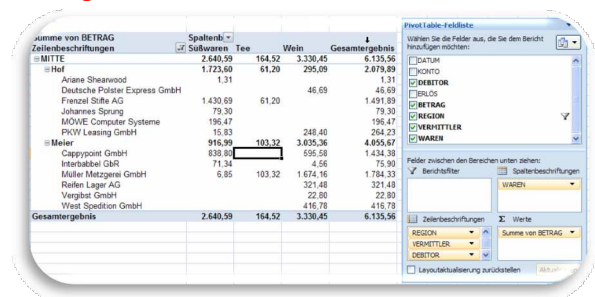 Summe von BETRAG Spaltenb
Zeilenbeschriftungen Süßwaren Tee Wein Gesamtergebnis
MITTE 2.640,59 164,52 3.330,45 6.135,56
Hof 1.723,60 61,20 295,09 2.079,89
Ariane Shearwood 1,31 1,31
Deutsche Polster Express GmbH 46,69 46,69
Frenzel Stifte AG 1.430,69 61,20 1.491,89
Johannes Sprung 79,30 79,30
MÖWE Computer Systeme 196,47 196,47
PKW Leasing GmbH 15,83 248,40 264,23
Meier 916,99 103,32 3.035,36 4.055,67
Cappypoint GmbH 838,80 595,58 1.434,38
Interbabbel GbR 71,34 4,56 75,90
Müller Metzgerei GmbH 6,85 103,32 1.674,16 1.784,33
Reifen Lager AG 321,48 321,48
Vergibst GmbH 22,80 22,80
West Spedition GmbH 416,78 416,78
Gesamtergebnis 2.640,59 164,52 3.330,45 6.135,56
PivotTable-Feldliste
Wählen Sie die Felder aus, die Sie dem Bericht
hinzufügen möchten:
DATUM
KONTO
DEBITOR
ERLÖS
BETRAG
REGION
VERMITTLER
WAREN
Felder zwischen den Bereichen unten ziehen:
Berichtsfilter Spaltenbeschriftungen
WAREN
Zeilenbeschriftungen Σ Werte
REGION Summe von BETRAG
VERMITTLER
DEBITOR
Layoutaktualisierung zurückstellen